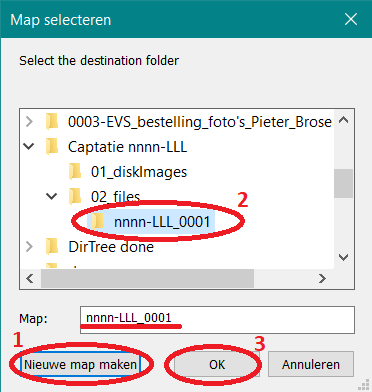 Map selecteren
Select the destination folder
0003-EVS_bestelling_foto's_Pieter_Brose
Captatie nnnn-LLL
01_diskImages
02_files
2
nnnn-LLL_0001
DirTree done
Map: nnnn-LLL_0001
1
3
Nieuwe map maken OK Annuleren